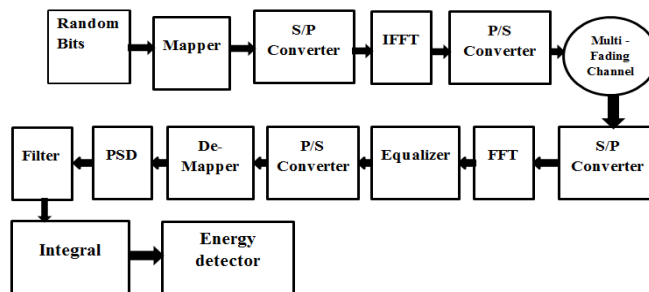 Random
Bits
Mapper
S/P
Converter
IFFT
P/S
Converter
Multi -
Fading
Channel
Filter
PSD
De-
Mapper
P/S
Converter
Equalizer
FFT
S/P
Converter
Integral
Energy
detector